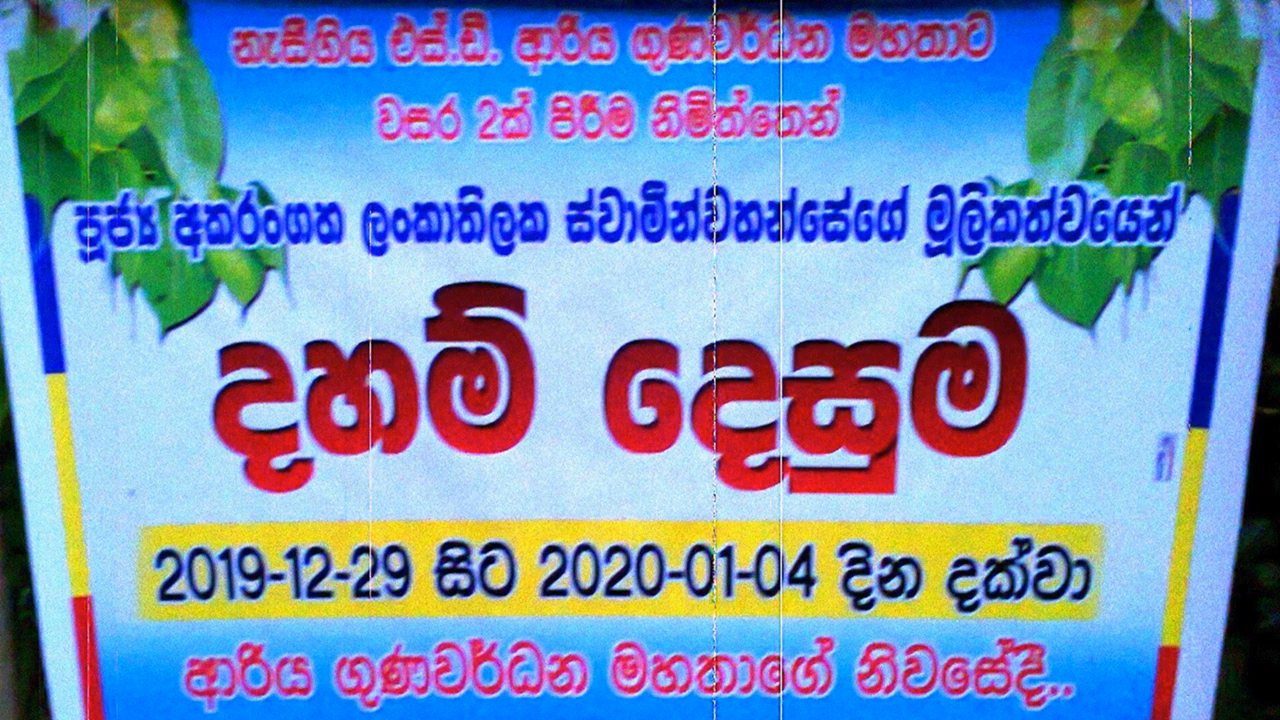 නැසීගිය එස්.ඩී. ආරිය ගුණවර්ධන මහතාට
වසර 2ක් පිරීම නිමිත්තෙන්
පූජ්‍ය අකරංගහ ලංකාතිලක ස්වාමින්වහන්සේගේ මූලිකත්වයෙන්
දහම් දෙසුම
2019-12-29 සිට 2020-01-04 දින දක්වා
ආරිය ගුණවර්ධන මහතාගේ නිවසේදී..